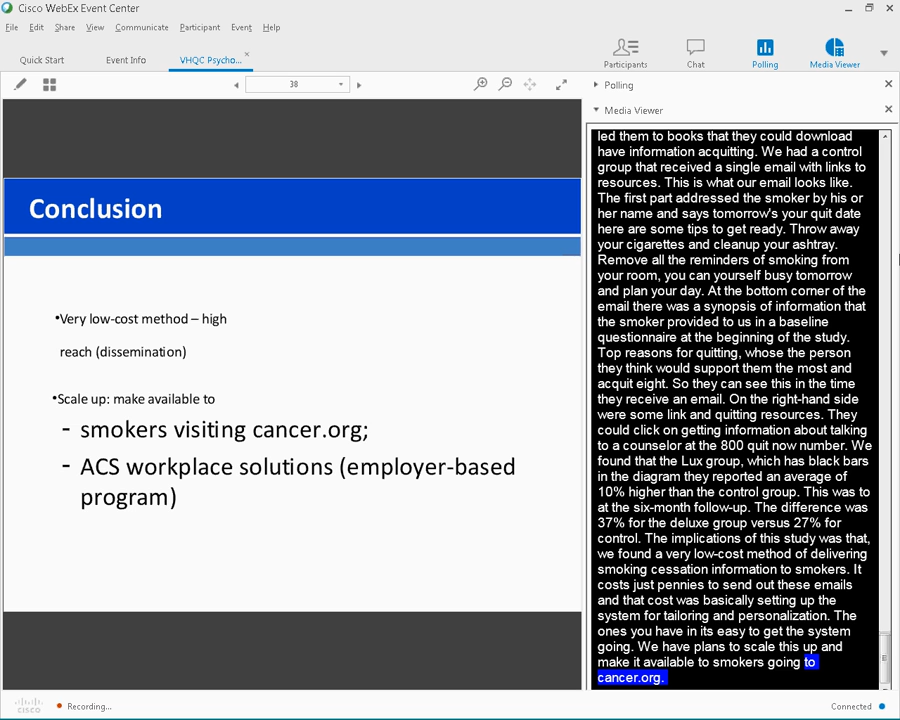 Cisco WebEx Event Center
File Edit Share View Communicate Participant Event Help
Quick Start
Event Info
VHQC Psycho...
Participants
Chat
Polling
Media Viewer
38
Polling
Media Viewer
Conclusion
•Very low-cost method – high
reach (dissemination)
•Scale up: make available to
- smokers visiting cancer.org;
- ACS workplace solutions (employer-based
program)
led them to books that they could download
have information acquitting. We had a control
group that received a single email with links to
resources. This is what our email looks like.
The first part addressed the smoker by his or
her name and says tomorrow's your quit date
here are some tips to get ready. Throw away
your cigarettes and cleanup your ashtray.
Remove all the reminders of smoking from
your room, you can yourself busy tomorrow
and plan your day. At the bottom corner of the
email there was a synopsis of information that
the smoker provided to us in a baseline
questionnaire at the beginning of the study.
Top reasons for quitting, whose the person
they think would support them the most and
acquit eight. So they can see this in the time
they receive an email. On the right-hand side
were some link and quitting resources. They
could click on getting information about talking
to a counselor at the 800 quit now number. We
found that the Lux group, which has black bars
in the diagram they reported an average of
10% higher than the control group. This was to
at the six-month follow-up. The difference was
37% for the deluxe group versus 27% for
control. The implications of this study was that,
we found a very low-cost method of delivering
smoking cessation information to smokers. It
costs just pennies to send out these emails
and that cost was basically setting up the
system for tailoring and personalization. The
ones you have in its easy to get the system
going. We have plans to scale this up and
make it available to smokers going to
cancer.org.
cisco
Recording...
Connected